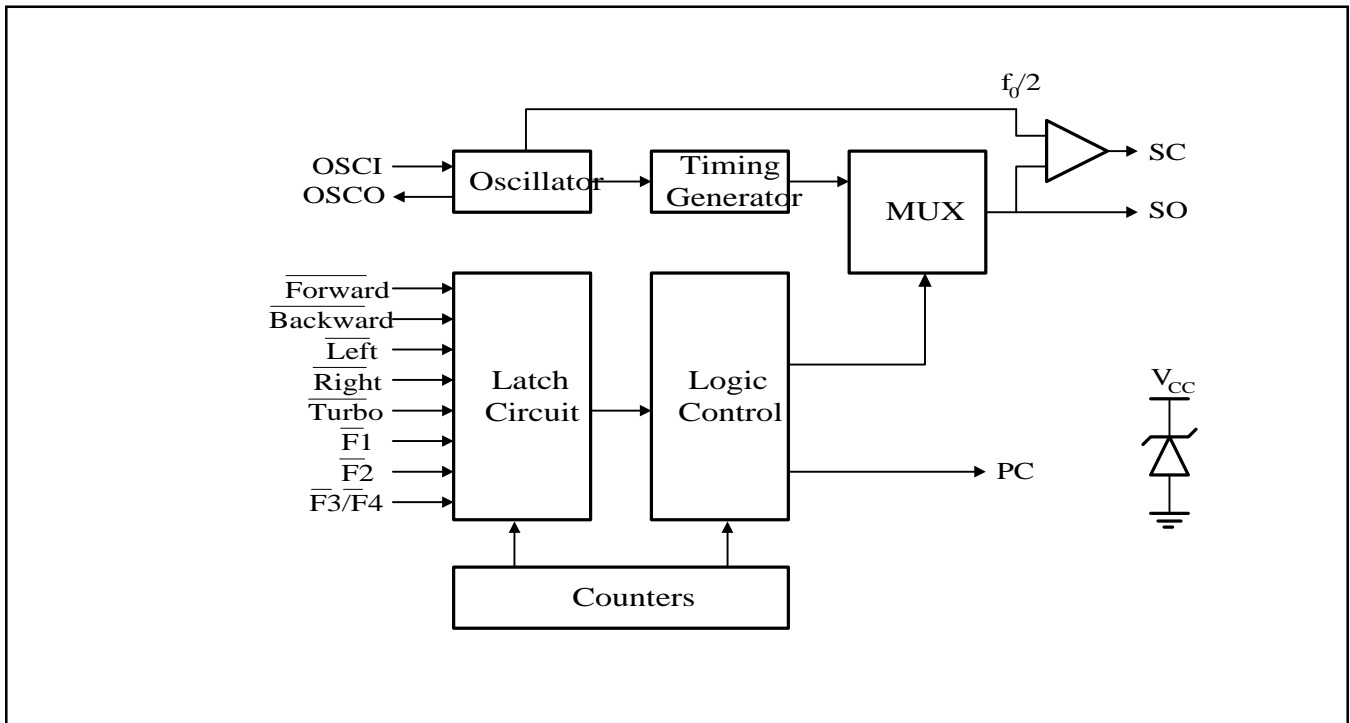 f0/2
OSCI
OSCO
Oscillator
Timing
Generator
MUX
SC
SO
Forward
Backward
Left
Right
Turbo
F1
F2
F3/F4
Latch
Circuit
Logic
Control
PC
VCC
Counters